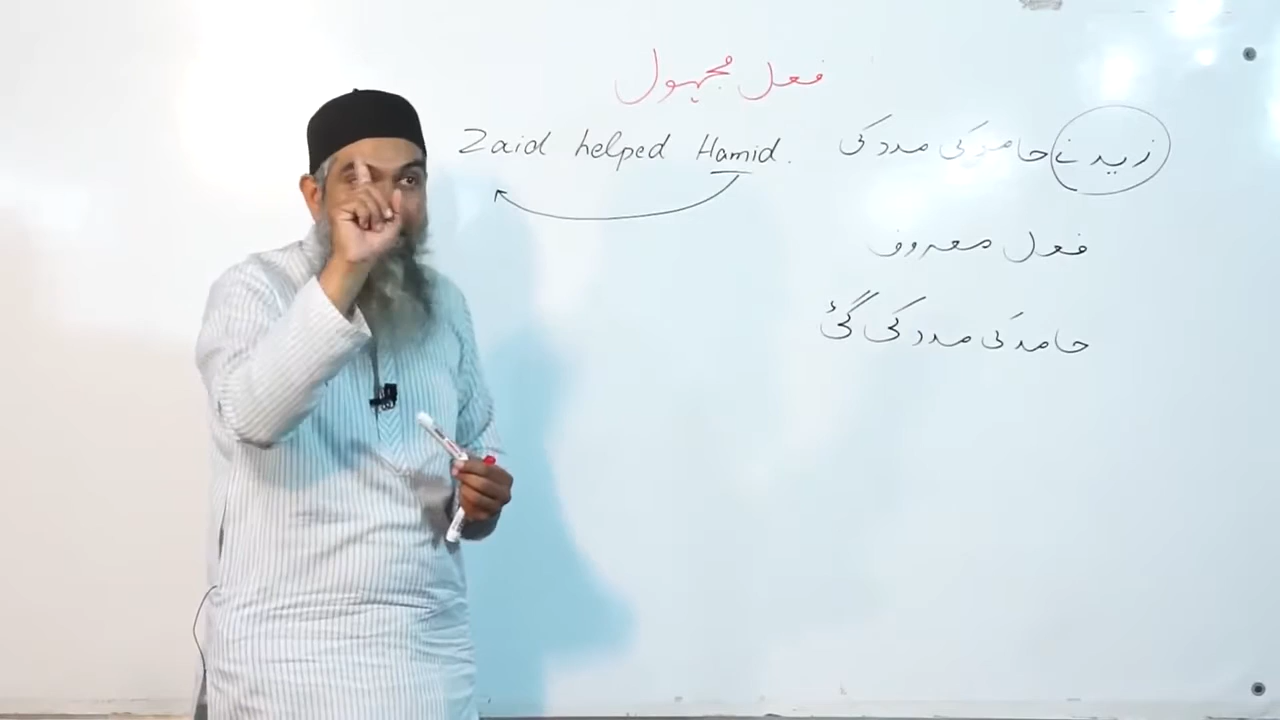 فعل مجہول
Zaid helped Hamid.
زید نے حامد کی مدد کی
فعل معروف
حامد کی مدد کی گئی